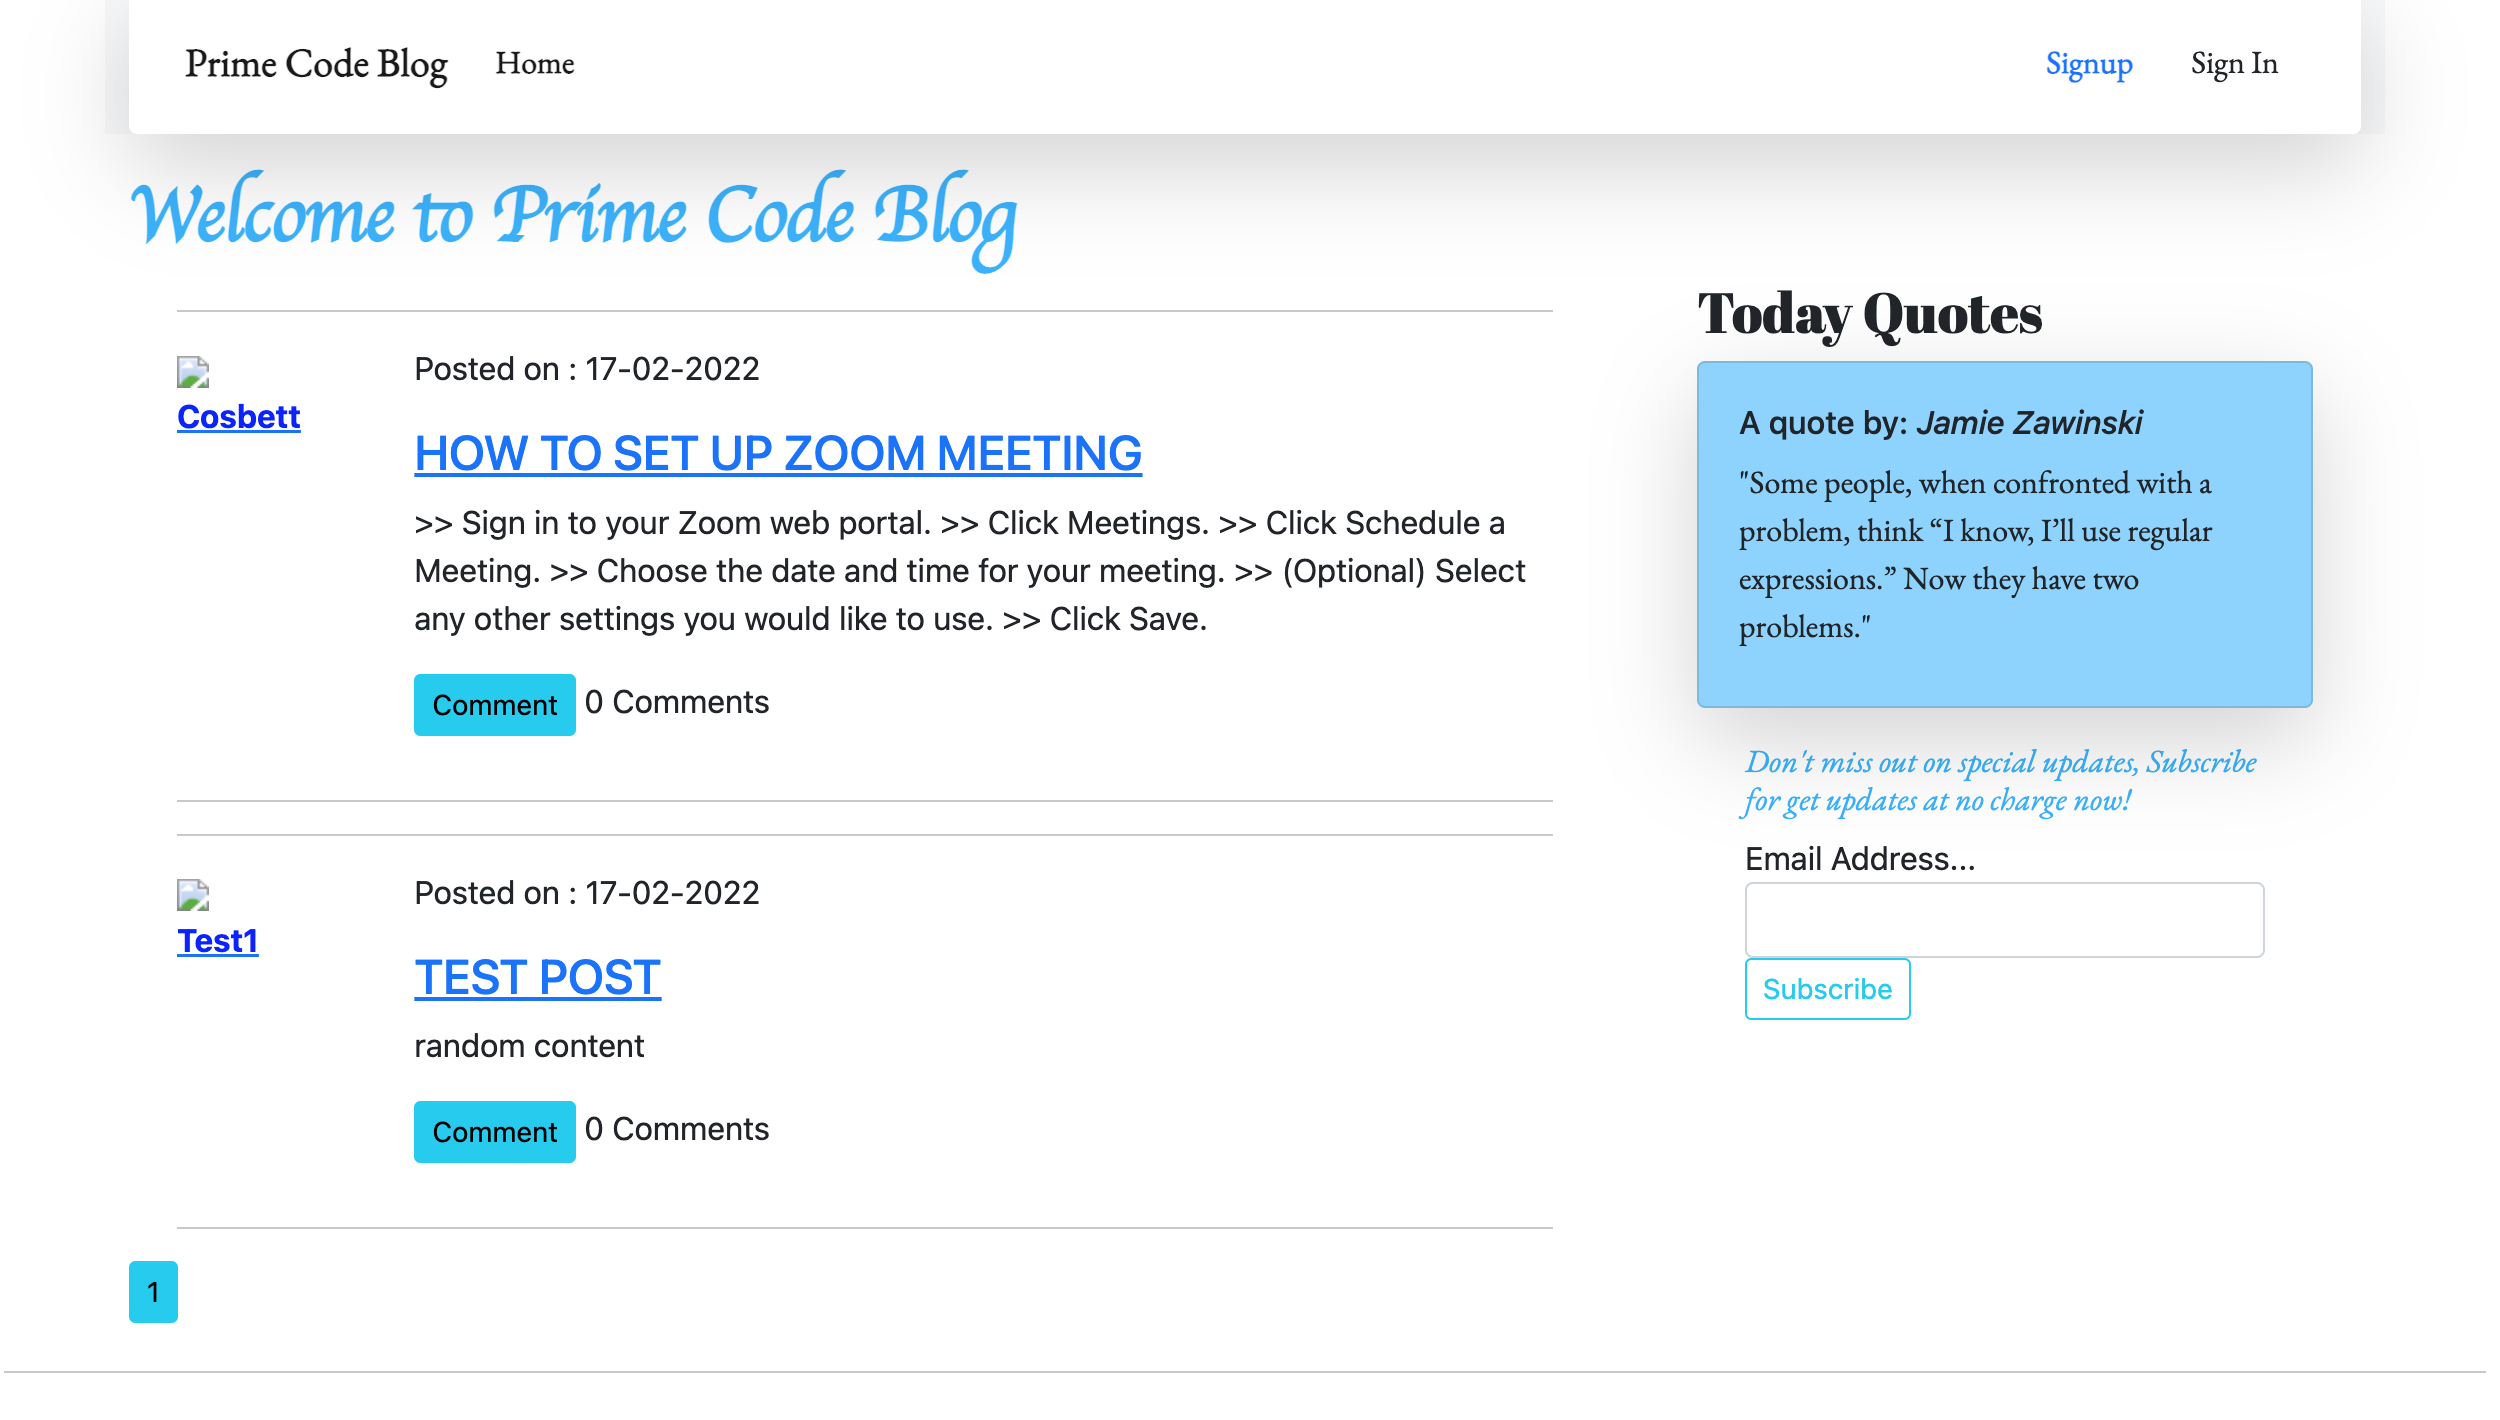 Prime Code Blog Home Signup Sign In
Welcome to Prime Code Blog
Posted on : 17-02-2022
Cosbett
HOW TO SET UP ZOOM MEETING
>> Sign in to your Zoom web portal. >> Click Meetings. >> Click Schedule a
Meeting. >> Choose the date and time for your meeting. >> (Optional) Select
any other settings you would like to use. >> Click Save.
Comment 0 Comments
Posted on : 17-02-2022
Test1
TEST POST
random content
Comment 0 Comments
1
Today Quotes
A quote by: Jamie Zawinski
"Some people, when confronted with a
problem, think “I know, I’ll use regular
expressions.” Now they have two
problems."
Don't miss out on special updates, Subscribe
for get updates at no charge now!
Email Address...
Subscribe